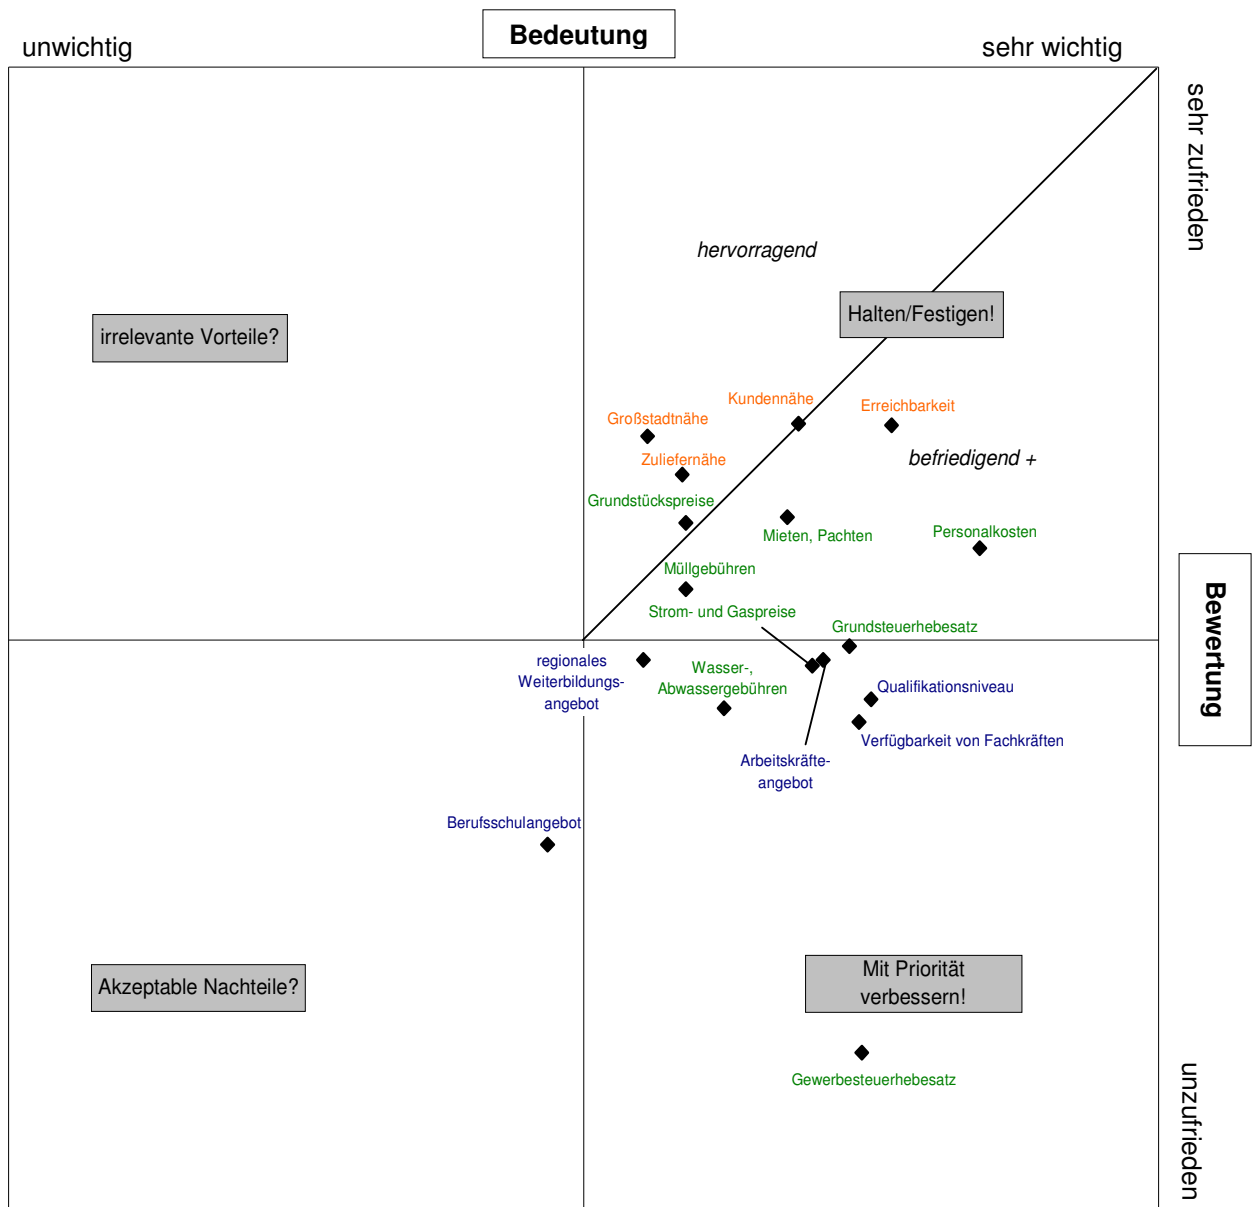 Bedeutung
unwichtig
sehr wichtig
sehr zufrieden
hervorragend
Halten/Festigen!
irrelevante Vorteile?
Kundennähe
Erreichbarkeit
Großstadtnähe
befriedigend +
Zuliefernähe
Grundstückspreise
Mieten, Pachten
Personalkosten
Müllgebühren
Strom- und Gaspreise
Grundsteuerhebesatz
Bewertung
regionales
Weiterbildungs-
angebot
Wasser-,
Abwassergebühren
Qualifikationsniveau
Verfügbarkeit von Fachkräften
Arbeitskräfte-
angebot
Berufsschulangebot
Akzeptable Nachteile?
Mit Priorität
verbessern!
Gewerbesteuerhebesatz
unzufrieden